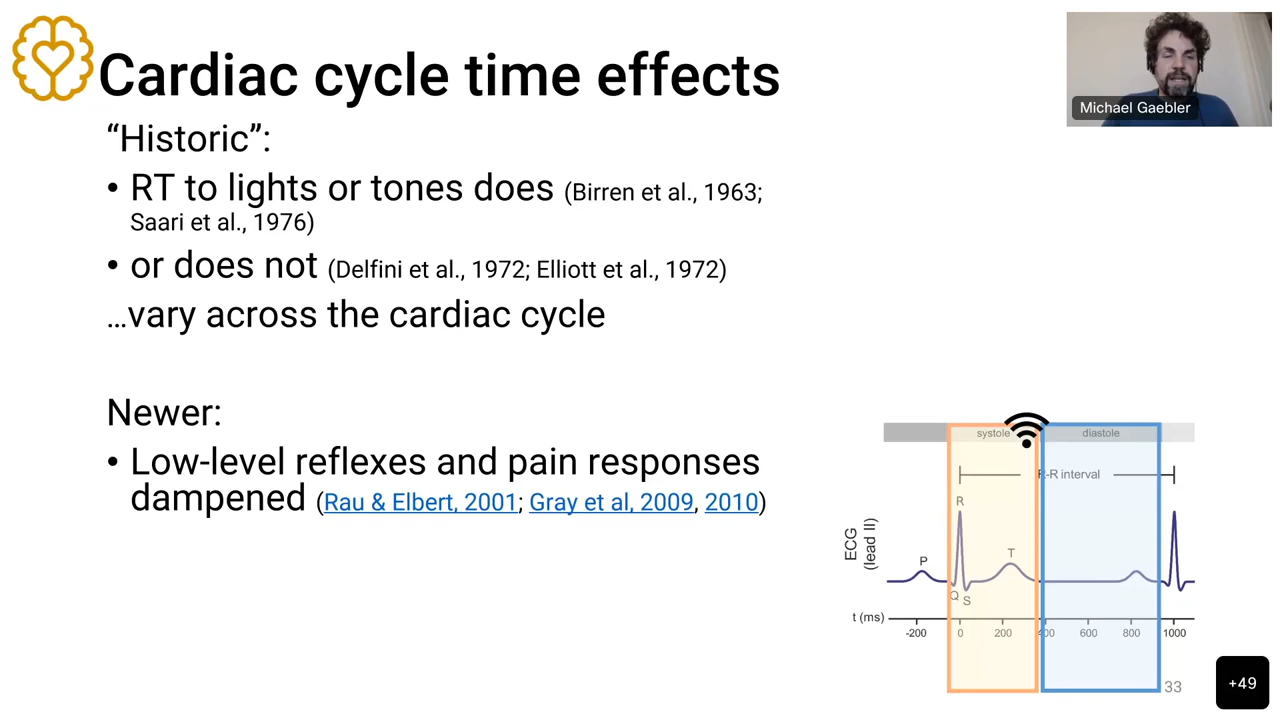 Cardiac cycle time effects
Michael Gaebler
“Historic”:
• RT to lights or tones does (Birren et al., 1963;
Saari et al., 1976)
• or does not (Delfini et al., 1972; Elliott et al., 1972)
…vary across the cardiac cycle
Newer:
• Low-level reflexes and pain responses
dampened (Rau & Elbert, 2001; Gray et al, 2009, 2010)
systole diastole
R-R interval
R
ECG
(lead II)
P
T
Q
S
t (ms)
-200 0 200 400 600 800 1000
33
+49